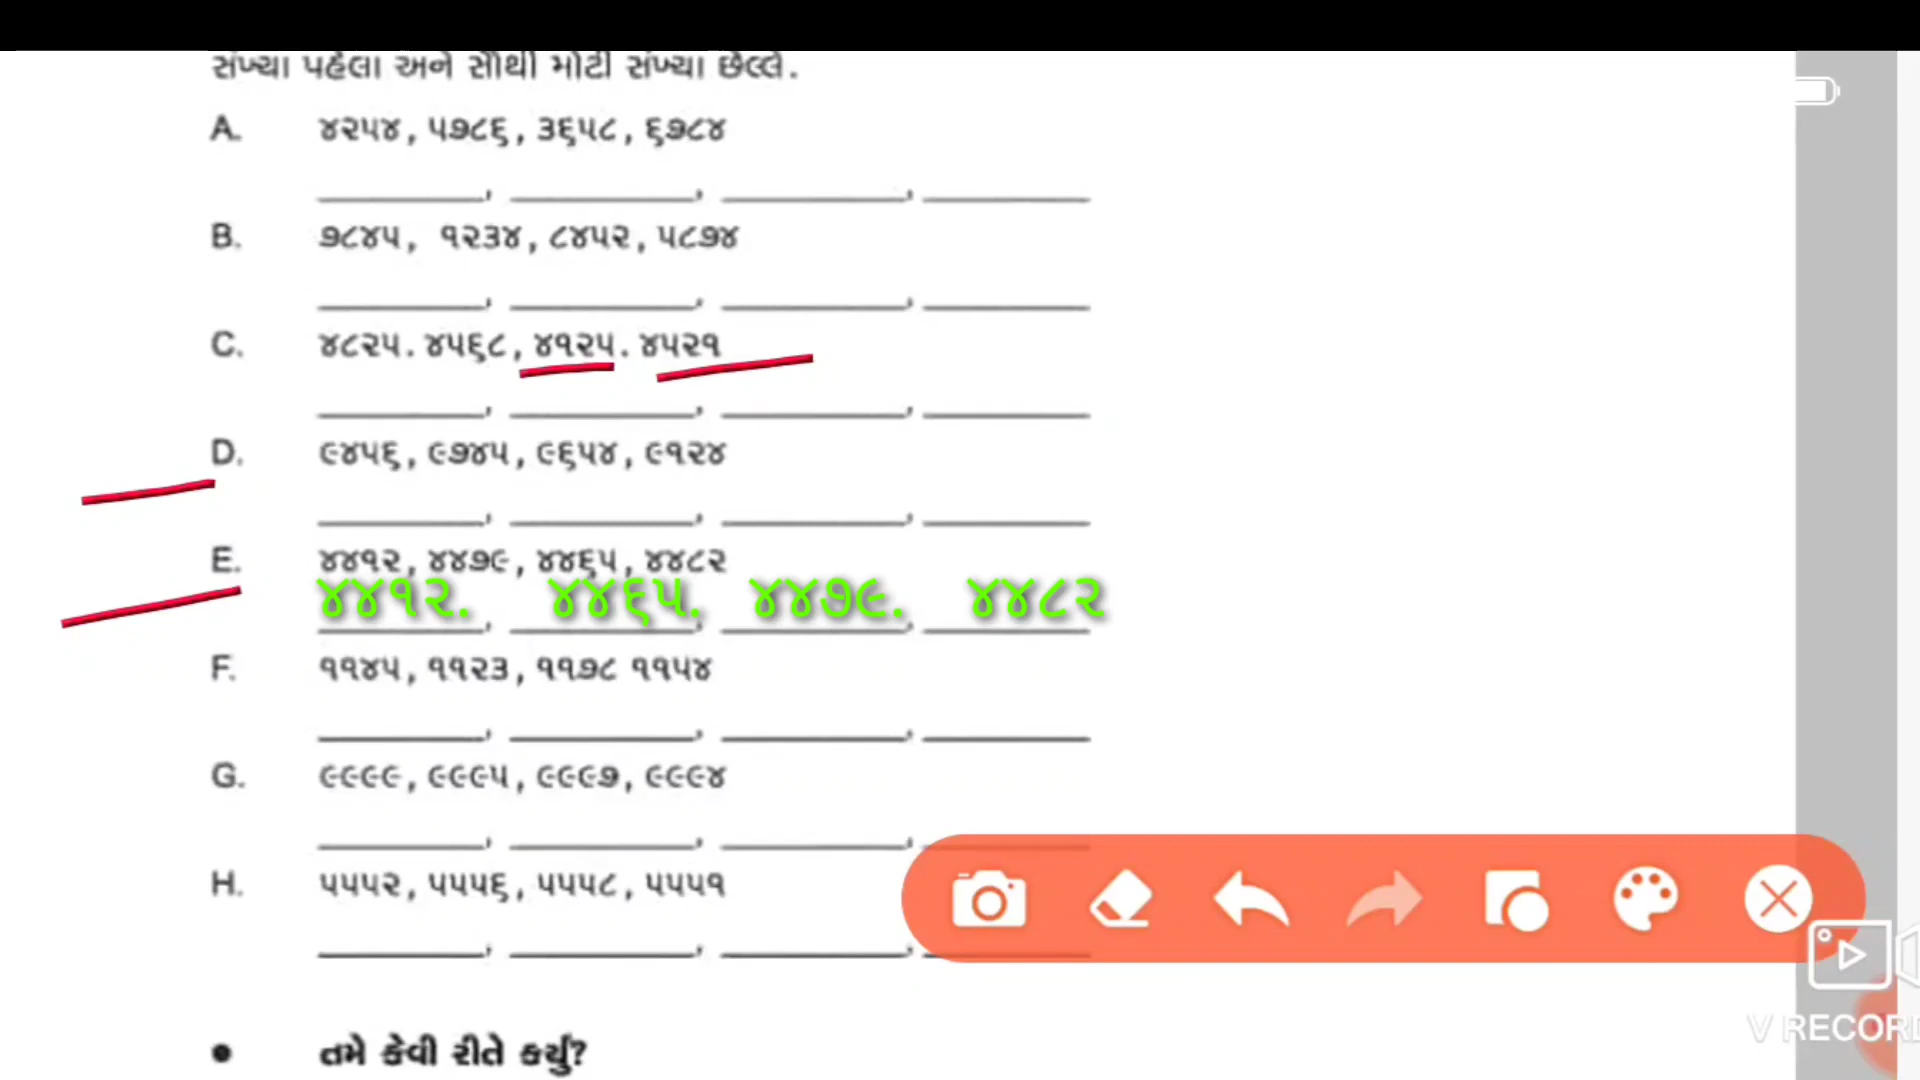 સંખ્યા પહેલા અને સૌથી મોટી સંખ્યા છેલ્લે.
A. ૪૨૫૪, ૫૭૮૬, ૩૬૫૮, ૬૭૮૪
B. ૭૮૪૫, ૧૨૩૪, ૮૪૫૨, ૫૮૭૪
C. ૪૮૨૫. ૪૫૬૮, ૪૧૨૫. ૪૫૨૧
D. ૯૪૫૬, ૯૭૪૫, ૯૬૫૪, ૯૧૨૪
E. ૪૪૧૨, ૪૪૭૯, ૪૪૬૫, ૪૪૮૨
૪૪૧૨. ૪૪૬૫. ૪૪૭૯. ૪૪૮૨
F. ૧૧૪૫, ૧૧૨૩, ૧૧૭૮ ૧૧૫૪
G. ૯૯૯૯, ૯૯૯૫, ૯૯૯૭, ૯૯૯૪
H. ૫૫૫૨, ૫૫૫૬, ૫૫૫૮, ૫૫૫૧
V RECORD
• તમે કેવી રીતે કર્યું?